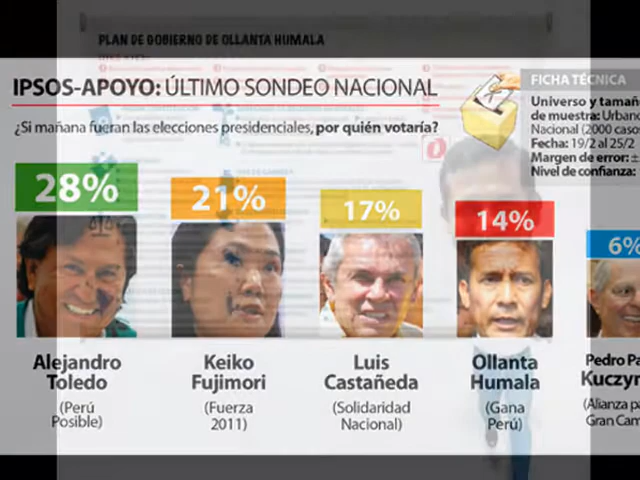 PLAN DE GOBIERNO DE OLLANTA HUMALA
IPSOS-APOYO: ÚLTIMO SONDEO NACIONAL
¿Si mañana fueran las elecciones presidenciales, por quién votaría?
FICHA TÉCNICA
Universo y tamañ
de muestra: Urban
Nacional (2000 casos
Fecha: 19/2 al 25/2
Margen de error: ±
Nivel de confianza:
28%
21%
17%
14%
6%
Alejandro
Toledo
(Perú
Posible)
Keiko
Fujimori
(Fuerza
2011)
Luis
Castañeda
(Solidaridad
Nacional)
Ollanta
Humala
(Gana
Perú)
Pedro Pa
Kuczyn
(Alianza pa
Gran Cam